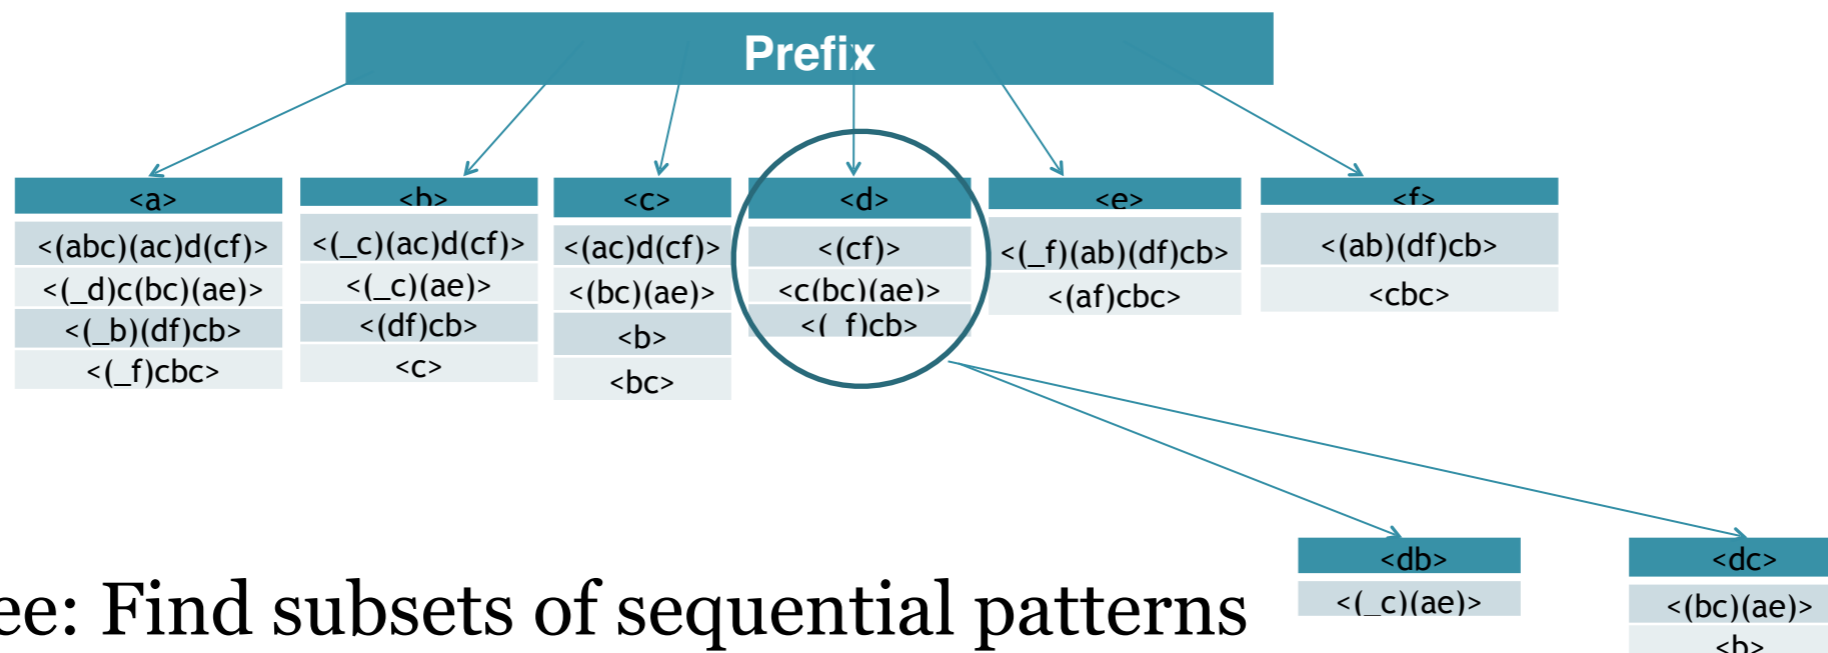 Prefix
<a>
<(abc)(ac)d(cf)>
<(_d)c(bc)(ae)>
<(_b)(df)cb>
<(_f)cbc>
<b>
<(_c)(ac)d(cf)>
<(_c)(ae)>
<(df)cb>
<c>
<c>
<(ac)d(cf)>
<(bc)(ae)>
<b>
<bc>
<d>
<(cf)>
<c(bc)(ae)>
<(_f)cb>
<e>
<(_f)(ab)(df)cb>
<(af)cbc>
<f>
<(ab)(df)cb>
<cbc>
<db>
<(_c)(ae)>
<dc>
<(bc)(ae)>
<b>
ee: Find subsets of sequential patterns